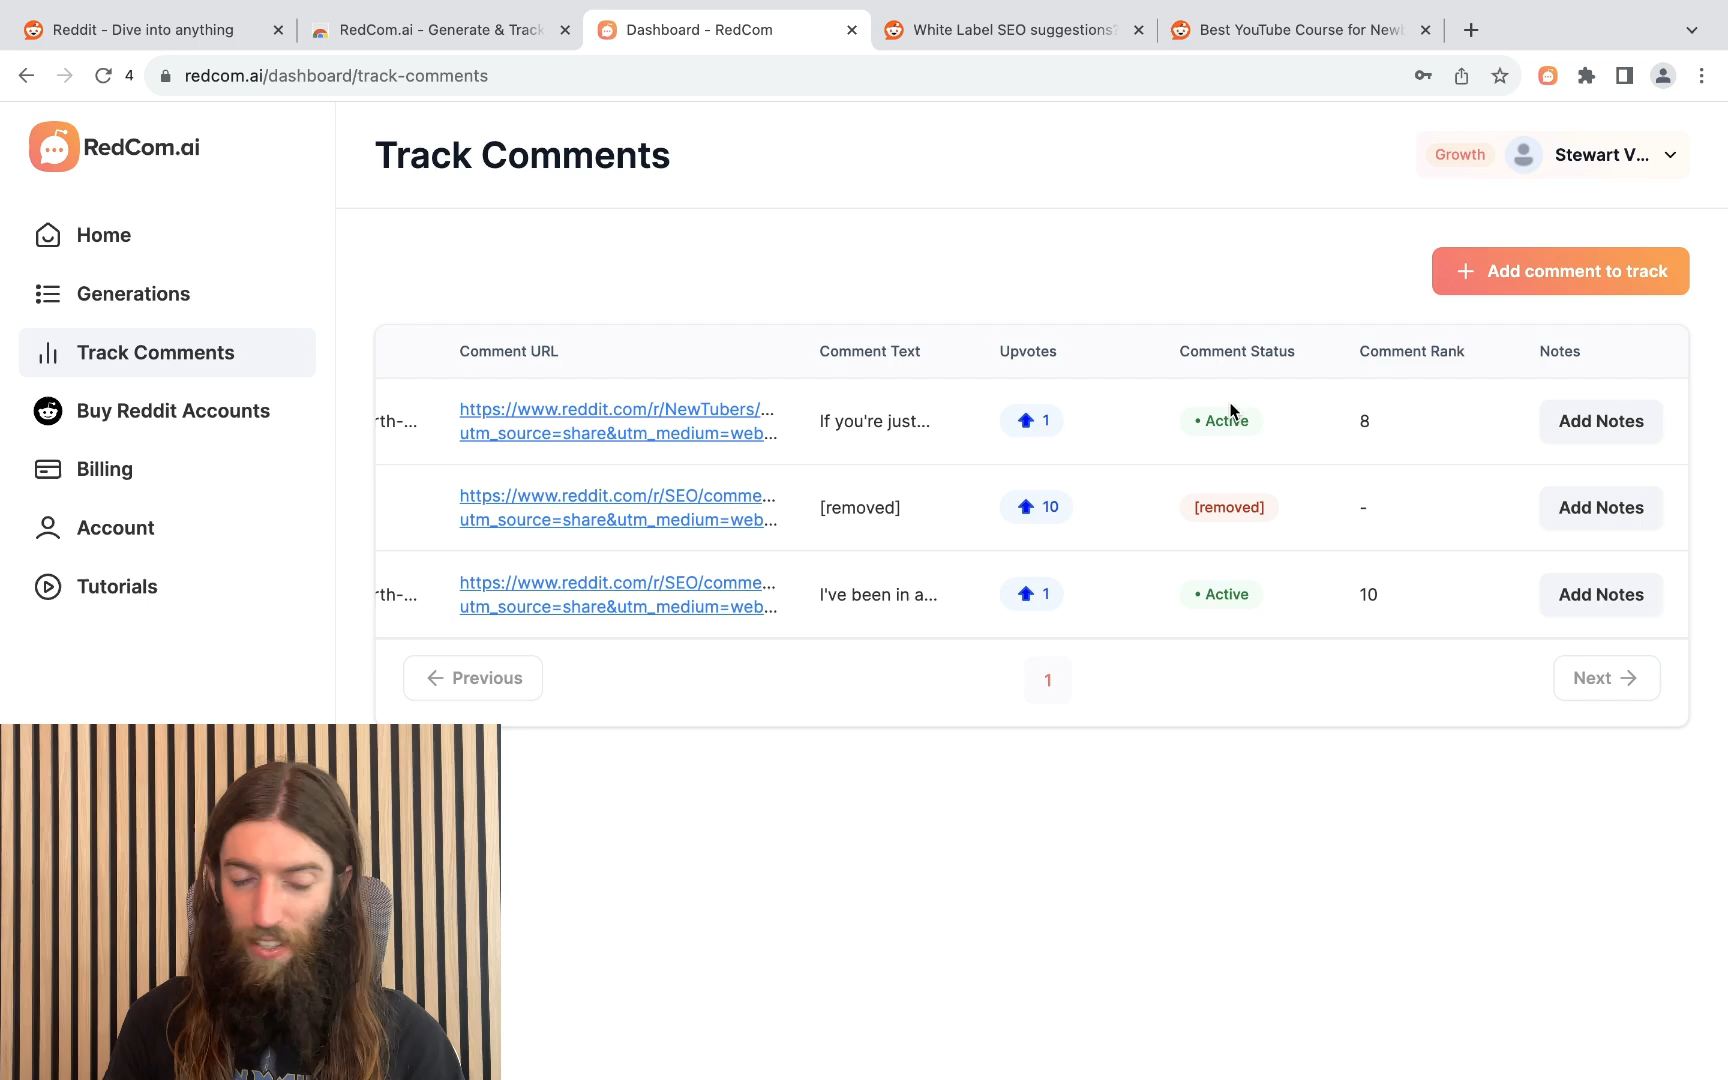 Reddit - Dive into anything
RedCom.ai - Generate & Track
Dashboard - RedCom
White Label SEO suggestions?
Best YouTube Course for Newb
4
redcom.ai/dashboard/track-comments
RedCom.ai
Track Comments
Growth
Stewart V...
Home
Generations
Track Comments
Buy Reddit Accounts
Billing
Account
Tutorials
+ Add comment to track
Comment URL
Comment Text
Upvotes
Comment Status
Comment Rank
Notes
rth-...
https://www.reddit.com/r/NewTubers/...
utm_source=share&utm_medium=web...
If you're just...
1
• Active
8
Add Notes
https://www.reddit.com/r/SEO/comme...
utm_source=share&utm_medium=web...
[removed]
10
[removed]
-
Add Notes
rth-...
https://www.reddit.com/r/SEO/comme...
utm_source=share&utm_medium=web...
I've been in a...
1
• Active
10
Add Notes
← Previous
1
Next →